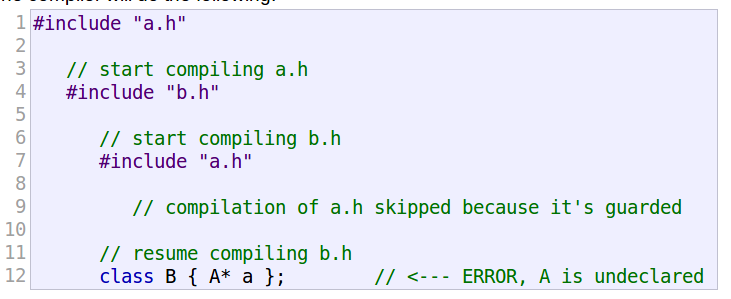 compiler will do the following:
1 #include "a.h"
2
3 // start compiling a.h
4 #include "b.h"
5
6 // start compiling b.h
7 #include "a.h"
8
9 // compilation of a.h skipped because it's guarded
10
11 // resume compiling b.h
12 class B { A* a }; // <--- ERROR, A is undeclared